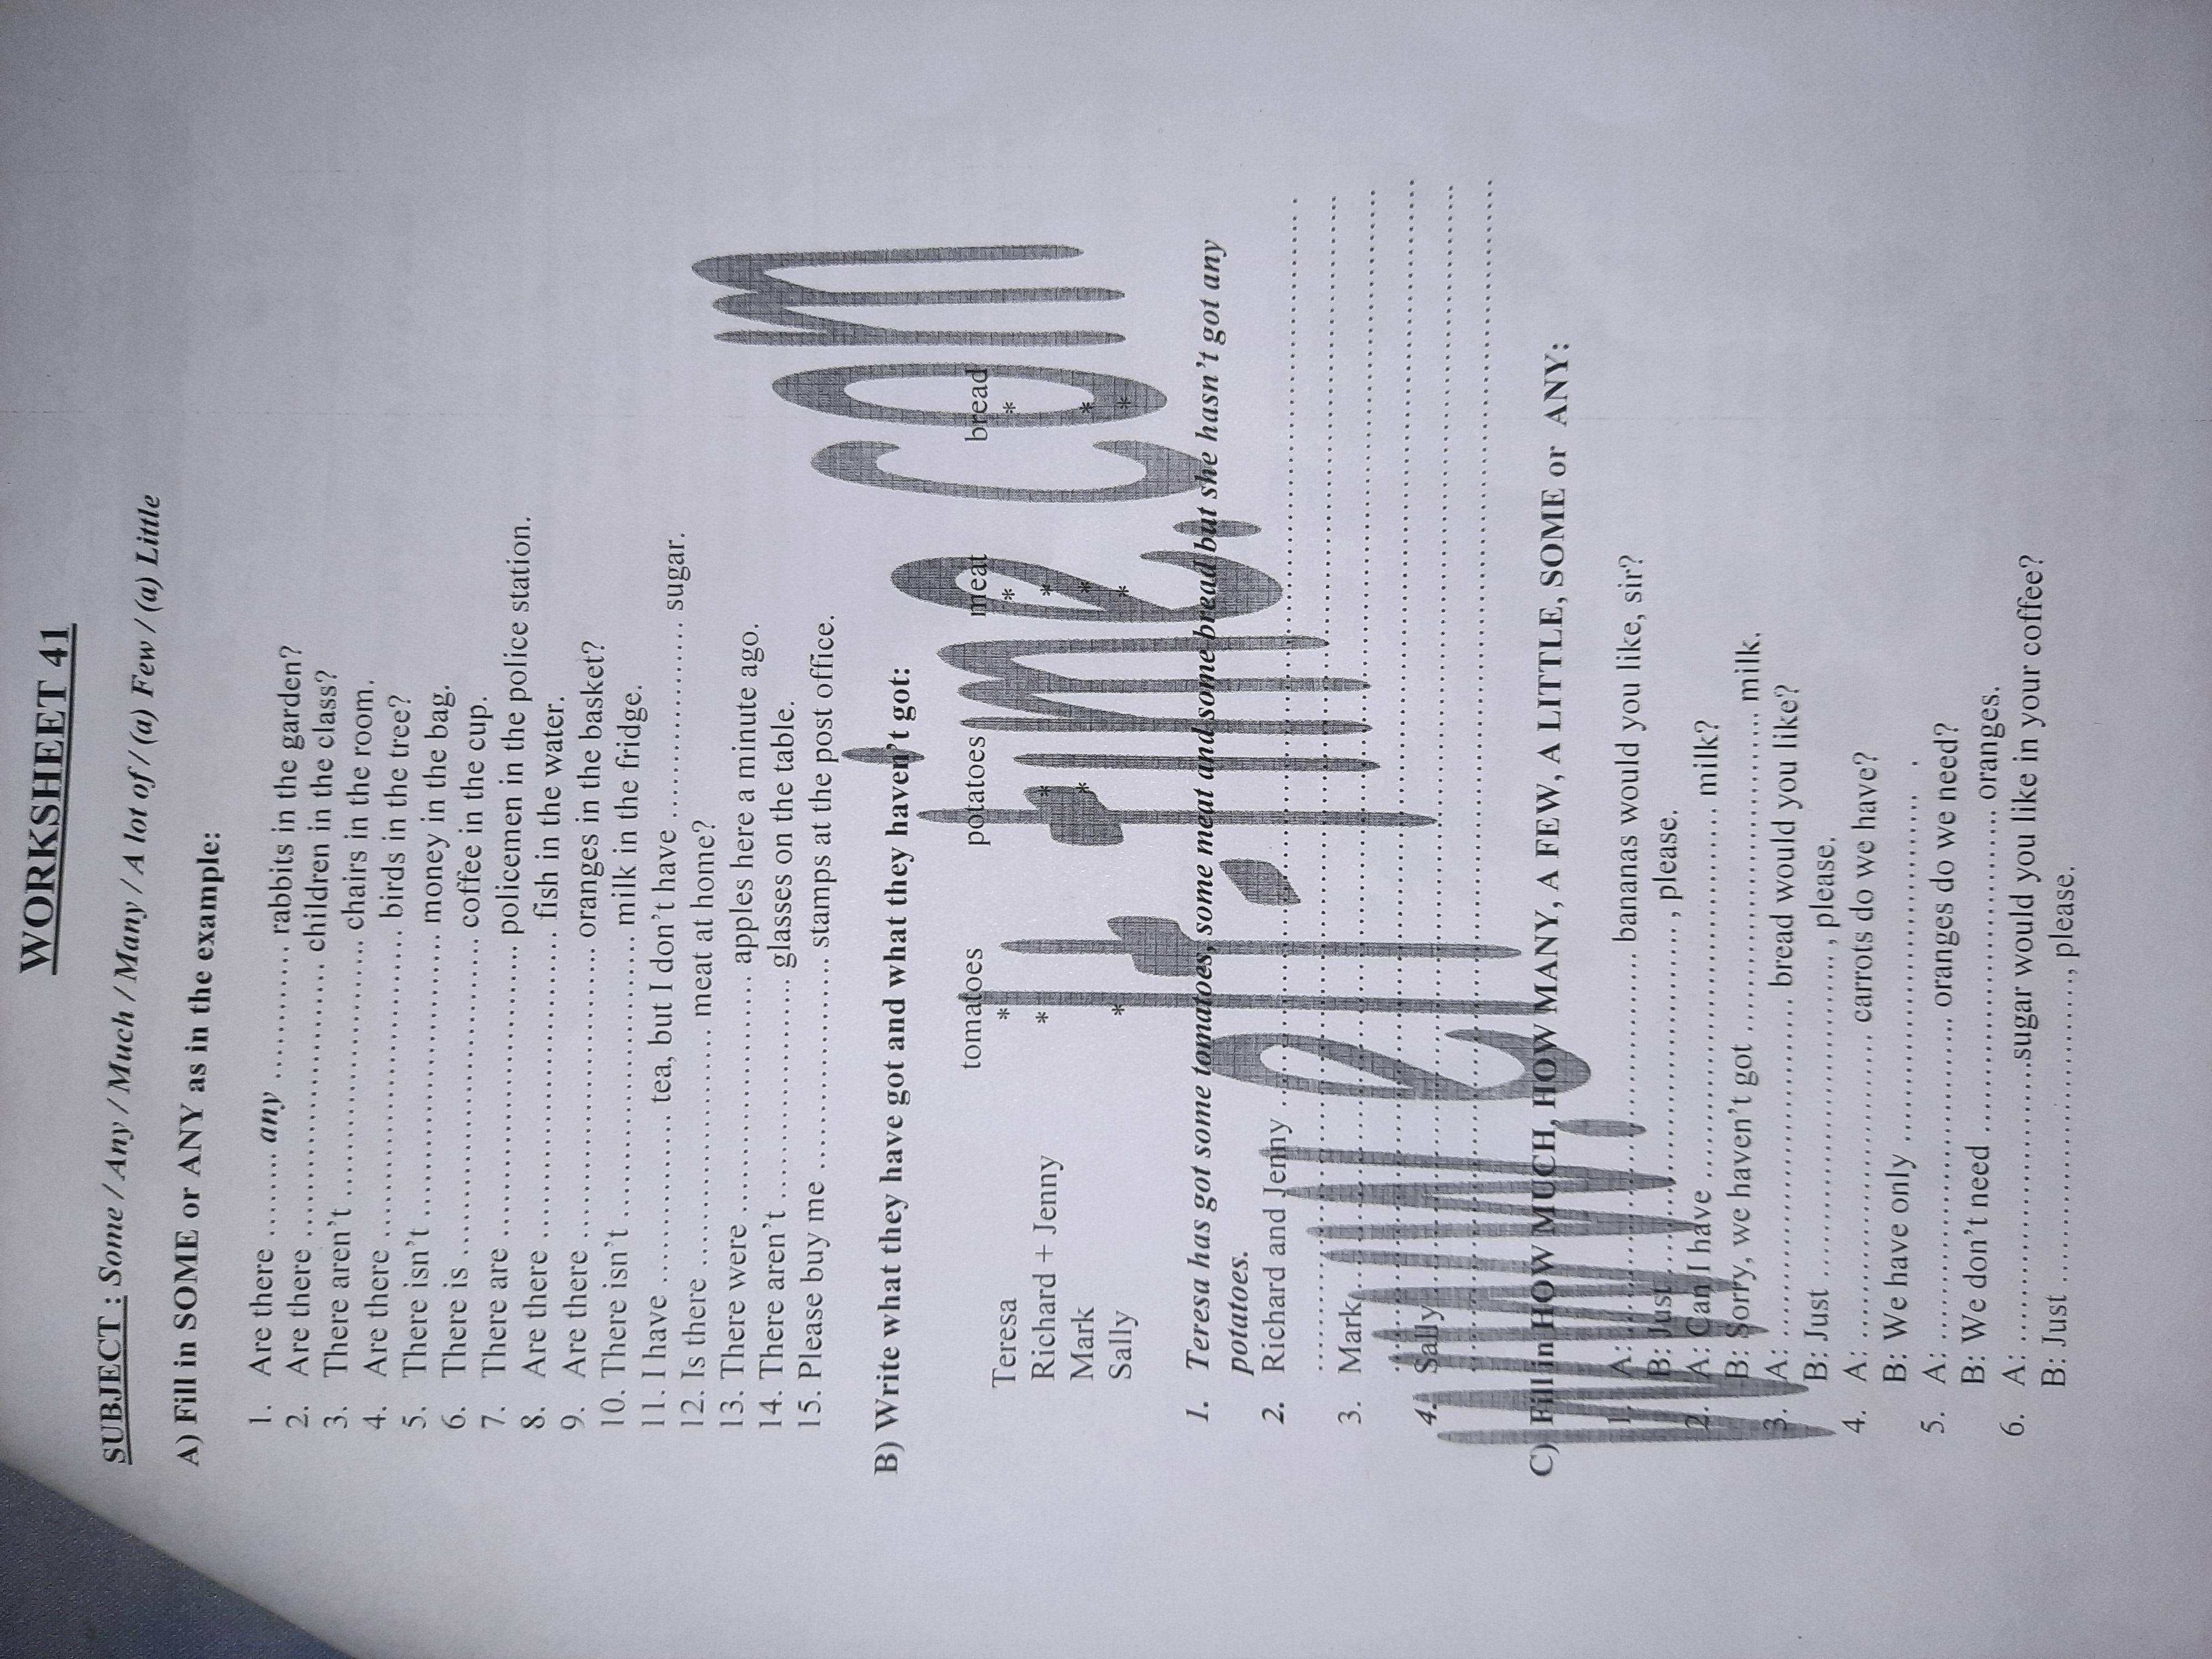 WORKSHEET 41
SUBJECT : Some / Any / Much / Many / A lot of / (a) Few / (a) Little
A) Fill in SOME or ANY as in the example:
1. Are there ......... any ............. rabbits in the garden?
2. Are there ................................. children in the class?
3. There aren't ............................... chairs in the room.
4. Are there ..................................... birds in the tree?
5. There isn't ................................. money in the bag.
6. There is ..................................... coffee in the cup.
7. There are .................................. policemen in the police station.
8. Are there ..................................... fish in the water.
9. Are there .................................. oranges in the basket?
10. There isn't ................................ milk in the fridge.
11. I have .................... tea, but I don't have ......................... sugar.
12. Is there ............................ meat at home?
13. There were ........................... apples here a minute ago.
14. There aren't ......................... glasses on the table.
15. Please buy me ........................ stamps at the post office.
B) Write what they have got and what they haven't got:
tomatoes potatoes meat bread
Teresa * * *
Richard + Jenny * * *
Mark * * *
Sally * * *
1. Teresa has got some tomatoes, some meat and some bread but she hasn't got any
potatoes.
2. Richard and Jenny ................................................................
3. Mark ................................................................
4. Sally ................................................................
C) Fill in HOW MUCH, HOW MANY, A FEW, A LITTLE, SOME or ANY:
1. A: .................................... bananas would you like, sir?
B: Just .................................... , please.
2. A: Can I have .................................... milk?
B: Sorry, we haven't got .................................... milk.
3. A: .................................... bread would you like?
B: Just .................................... , please.
4. A: .................................... carrots do we have?
B: We have only .................................... .
5. A: .................................... oranges do we need?
B: We don't need .................................... oranges.
6. A: .................................... sugar would you like in your coffee?
B: Just .................................... , please.
www.elt-time.com